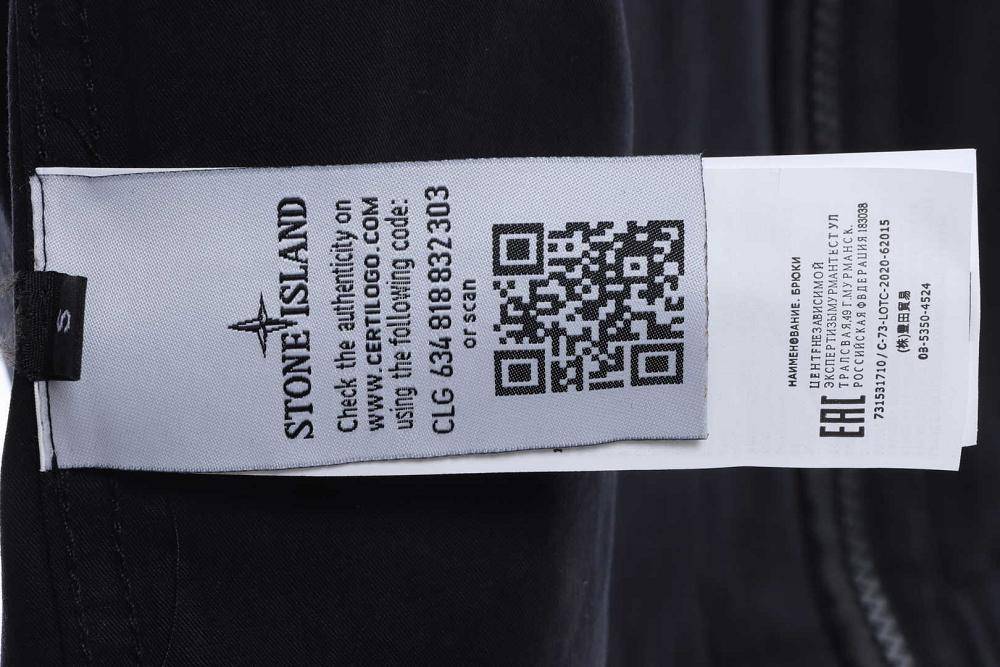 S
STONE ISLAND
Check the authenticity on
WWW.CERTILOGO.COM
using the following code:
CLG 634 818 832 303
or scan
НАИМЕНОВАНИЕ. БРЮКИ
ЦЕНТРНЕЗАВИСИМОЙ
ЭКСПЕРТИЗЫМУРМАНТЕСТ УЛ
ТРАЛОВАЯ,49 Г.МУРМАНСК.
РОССИЙСКАЯ ФЕДЕРАЦИЯ 183038
EAC 731531710 / C-73-LOTC-2020-62015
(株)豊田貿易
03-5350-4524